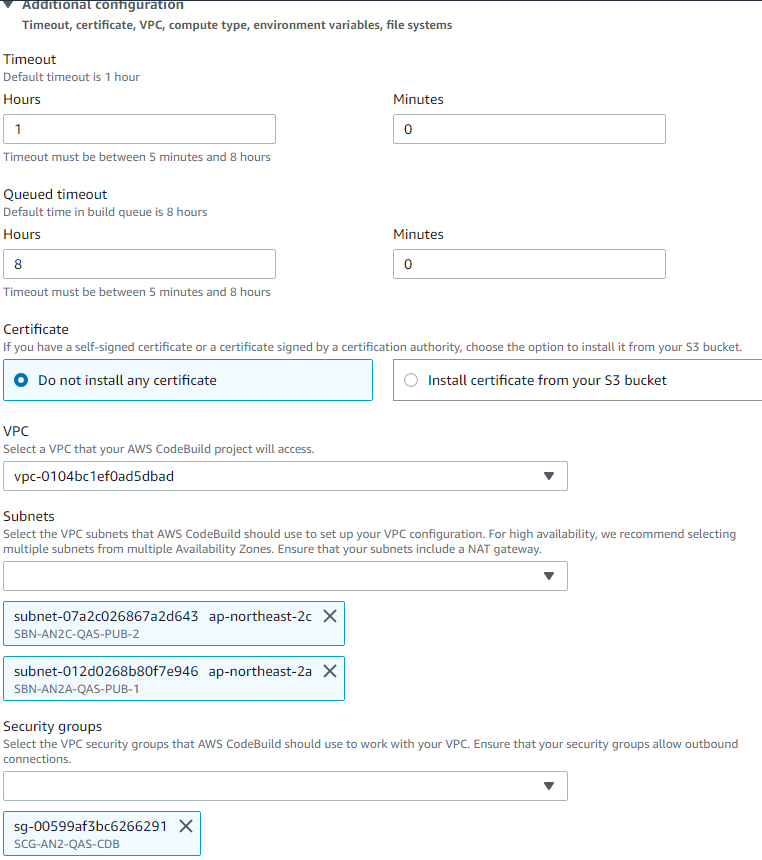 Additional configuration
Timeout, certificate, VPC, compute type, environment variables, file systems
Timeout
Default timeout is 1 hour
Hours
Minutes
1
0
Timeout must be between 5 minutes and 8 hours
Queued timeout
Default time in build queue is 8 hours
Hours
Minutes
8
0
Timeout must be between 5 minutes and 8 hours
Certificate
If you have a self-signed certificate or a certificate signed by a certification authority, choose the option to install it from your S3 bucket.
Do not install any certificate
Install certificate from your S3 bucket
VPC
Select a VPC that your AWS CodeBuild project will access.
vpc-0104bc1ef0ad5dbad
Subnets
Select the VPC subnets that AWS CodeBuild should use to set up your VPC configuration. For high availability, we recommend selecting
multiple subnets from multiple Availability Zones. Ensure that your subnets include a NAT gateway.
subnet-07a2c026867a2d643 ap-northeast-2c
SBN-AN2C-QAS-PUB-2
subnet-012d0268b80f7e946 ap-northeast-2a
SBN-AN2A-QAS-PUB-1
Security groups
Select the VPC security groups that AWS CodeBuild should use to work with your VPC. Ensure that your security groups allow outbound
connections.
sg-00599af3bc6266291
SCG-AN2-QAS-CDB